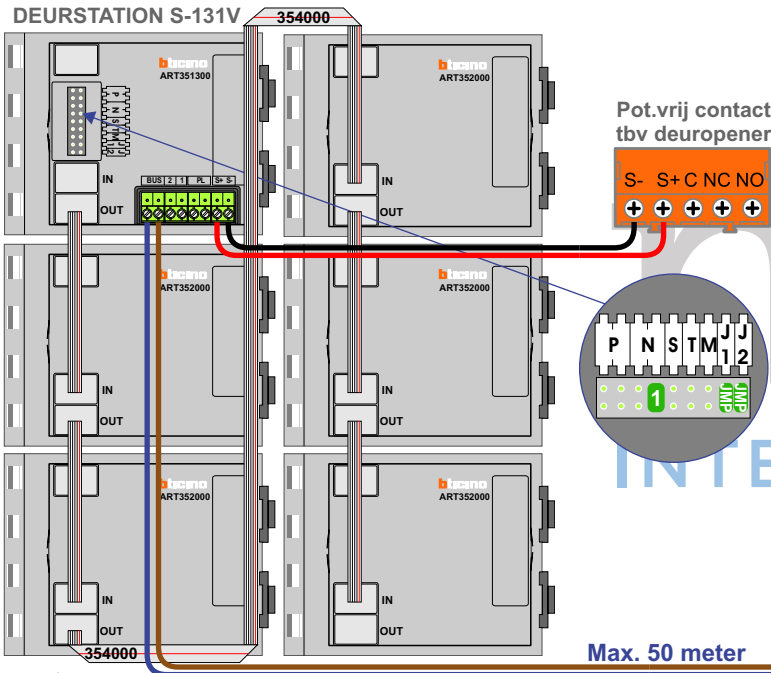 DEURSTATION S-131V
354000
bticino
ART351300
P N S T M J1 J2
IN
BUS 2 1 PL S+ S-
OUT
bticino
ART352000
IN
OUT
Pot.vrij contact
tbv deuropener
S- S+ C NC NO
bticino
ART352000
IN
OUT
bticino
ART352000
IN
OUT
P N S T M J1 J2
1 JMP JMP
INTE
bticino
ART352000
IN
OUT
bticino
ART352000
IN
OUT
354000
Max. 50 meter